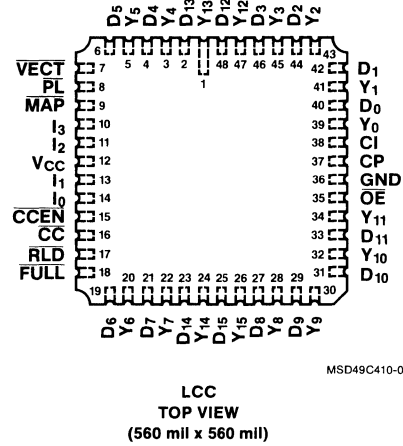 D5 Y5 D4 Y4 D13 Y13 D12 Y12 D3 Y3 D2 Y2
6 5 4 3 2 1 48 47 46 45 44 43
VECT 7 42 D1
PL 8 41 Y1
MAP 9 40 D0
I3 10 39 Y0
I2 11 38 CI
VCC 12 37 CP
I1 13 36 GND
I0 14 35 OE
CCEN 15 34 Y11
CC 16 33 D11
RLD 17 32 Y10
FULL 18 31 D10
19 20 21 22 23 24 25 26 27 28 29 30
D6 Y6 D7 Y7 D14 Y14 D15 Y15 D8 Y8 D9 Y9
MSD49C410-0
LCC
TOP VIEW
(560 mil x 560 mil)